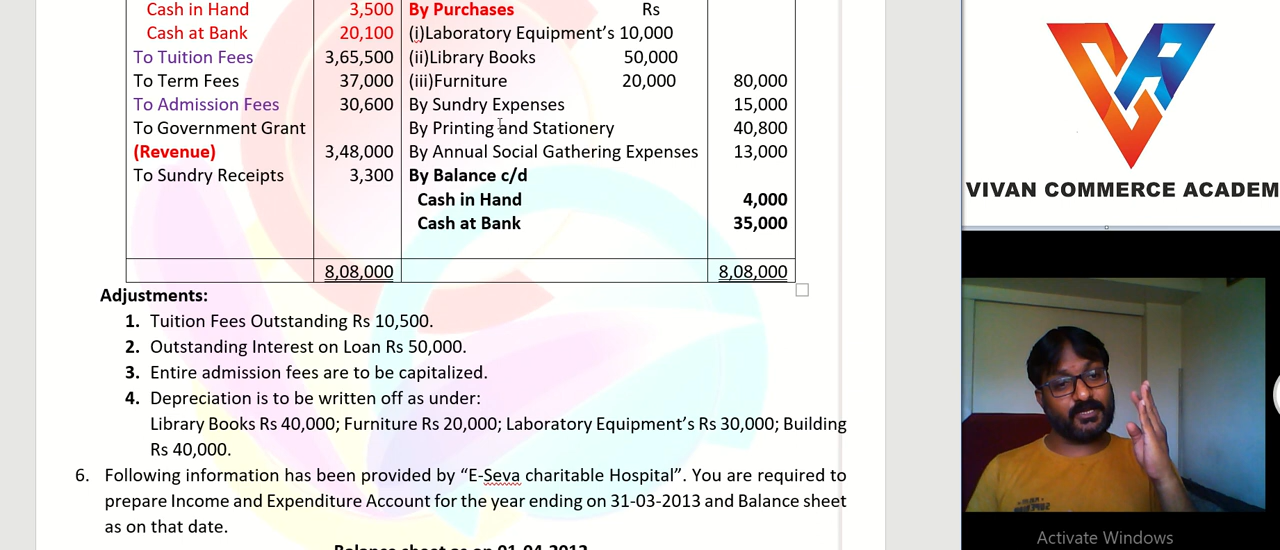 Cash in Hand 3,500 By Purchases Rs
Cash at Bank 20,100 (i)Laboratory Equipment’s 10,000
To Tuition Fees 3,65,500 (ii)Library Books 50,000
To Term Fees 37,000 (iii)Furniture 20,000 80,000
To Admission Fees 30,600 By Sundry Expenses 15,000
To Government Grant By Printing and Stationery 40,800
(Revenue) 3,48,000 By Annual Social Gathering Expenses 13,000
To Sundry Receipts 3,300 By Balance c/d
Cash in Hand 4,000
Cash at Bank 35,000
8,08,000 8,08,000
Adjustments:
1. Tuition Fees Outstanding Rs 10,500.
2. Outstanding Interest on Loan Rs 50,000.
3. Entire admission fees are to be capitalized.
4. Depreciation is to be written off as under:
Library Books Rs 40,000; Furniture Rs 20,000; Laboratory Equipment’s Rs 30,000; Building
Rs 40,000.
6. Following information has been provided by “E-Seva charitable Hospital”. You are required to
prepare Income and Expenditure Account for the year ending on 31-03-2013 and Balance sheet
as on that date.
Balance sheet as on 01-04-2012
VIVAN COMMERCE ACADEM
Activate Windows